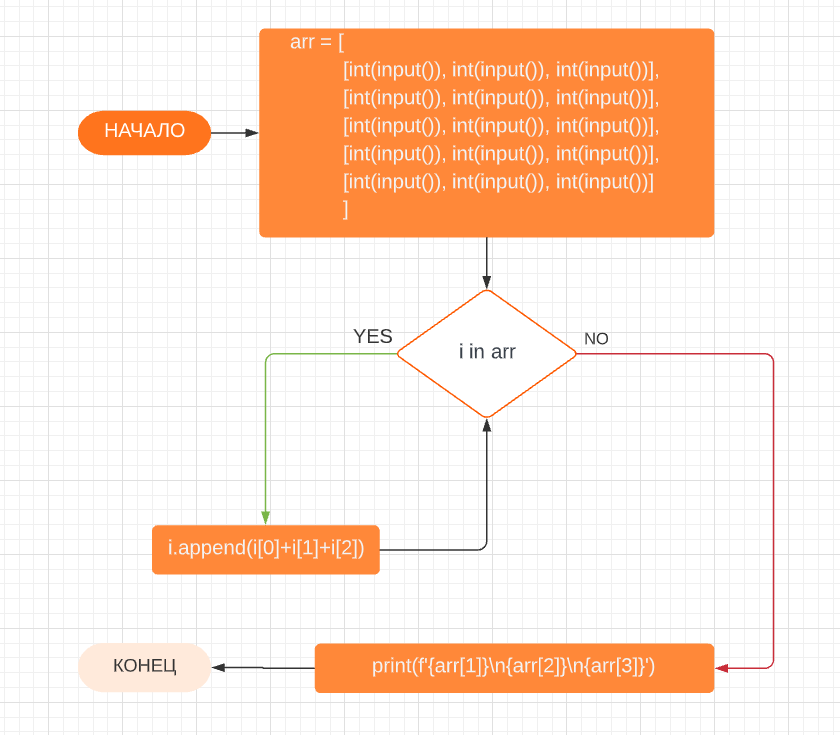 НАЧАЛО
arr = [
[int(input()), int(input()), int(input())],
[int(input()), int(input()), int(input())],
[int(input()), int(input()), int(input())],
[int(input()), int(input()), int(input())],
[int(input()), int(input()), int(input())]
]
i in arr
YES
NO
i.append(i[0]+i[1]+i[2])
print(f'{arr[1]}\n{arr[2]}\n{arr[3]}')
КОНЕЦ